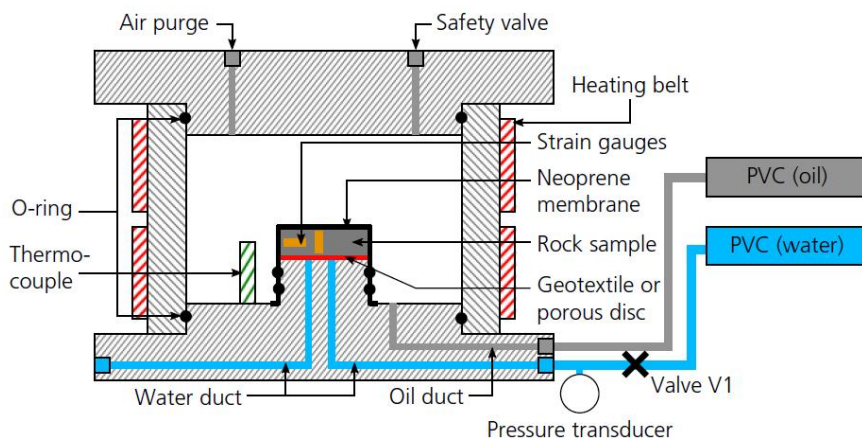 Air purge
Safety valve
Heating belt
Strain gauges
Neoprene
membrane
PVC (oil)
O-ring
Rock sample
PVC (water)
Thermo-
couple
Geotextile or
porous disc
Water duct
Oil duct
Valve V1
Pressure transducer